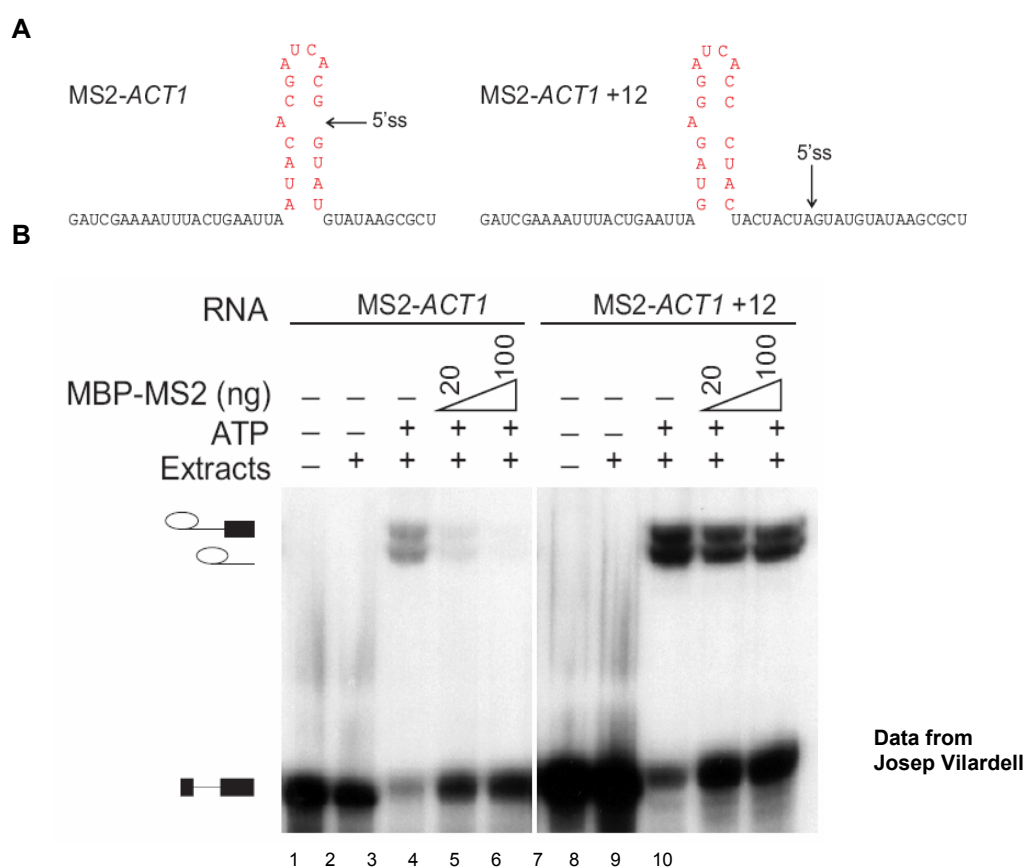 A
MS2-ACT1
U C
A A
G C
C G
A
5'ss
C G
A U
U A
A U
GAUCGAAAAUUUACUGAAUUA GUAUAAGCGCU
MS2-ACT1 +12
U C
A A
G C
G C
A
G C
A U
U A
G C
5'ss
GAUCGAAAAUUUACUGAAUUA UACUACUAGUAUGUAUAAGCGCU
B
RNA MS2-ACT1 MS2-ACT1 +12
MBP-MS2 (ng) – – – 20 100 – – – 20 100
ATP – – + + + – – + + +
Extracts – + + + + – + + + +
Data from
Josep Vilardell
1 2 3 4 5 6 7 8 9 10